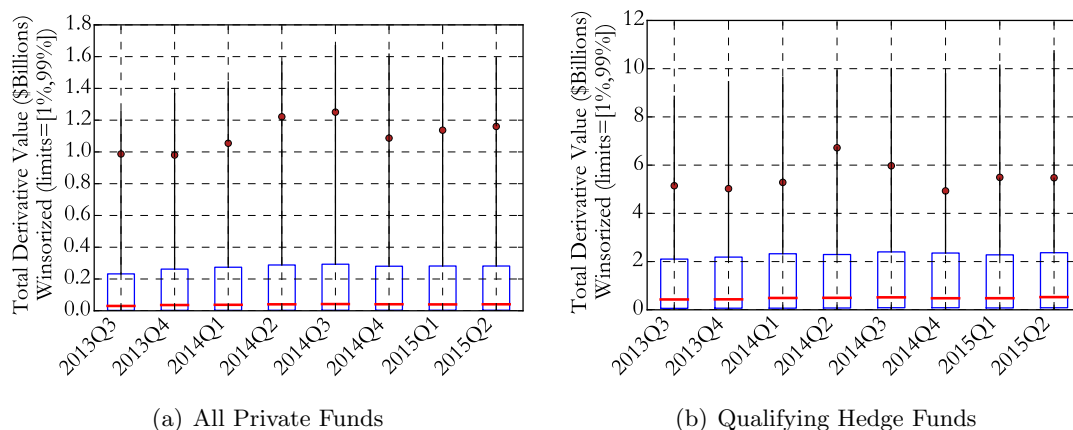 Total Derivative Value ($Billions)
Winsorized (limits=[1%,99%])
1.8
1.6
1.4
1.2
1.0
0.8
0.6
0.4
0.2
0.0
2013Q3
2013Q4
2014Q1
2014Q2
2014Q3
2014Q4
2015Q1
2015Q2
(a) All Private Funds
Total Derivative Value ($Billions)
Winsorized (limits=[1%,99%])
12
10
8
6
4
2
0
2013Q3
2013Q4
2014Q1
2014Q2
2014Q3
2014Q4
2015Q1
2015Q2
(b) Qualifying Hedge Funds